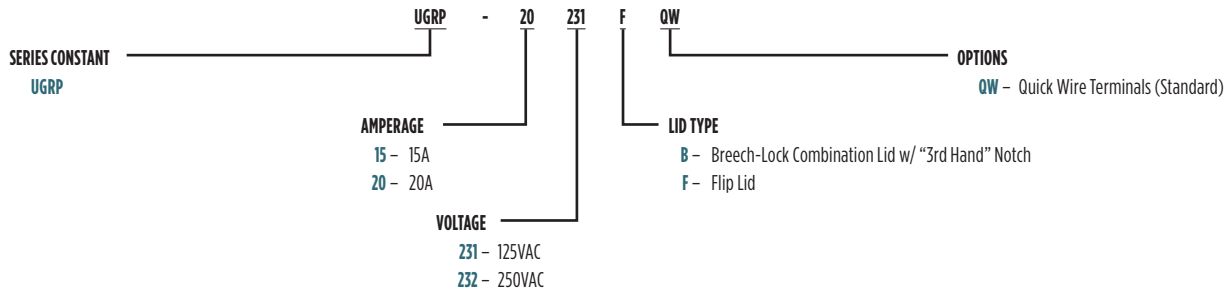 UGRP - 20 231 F QW
SERIES CONSTANT
UGRP
OPTIONS
QW – Quick Wire Terminals (Standard)
AMPERAGE
15 – 15A
20 – 20A
LID TYPE
B – Breech-Lock Combination Lid w/ “3rd Hand” Notch
F – Flip Lid
VOLTAGE
231 – 125VAC
232 – 250VAC